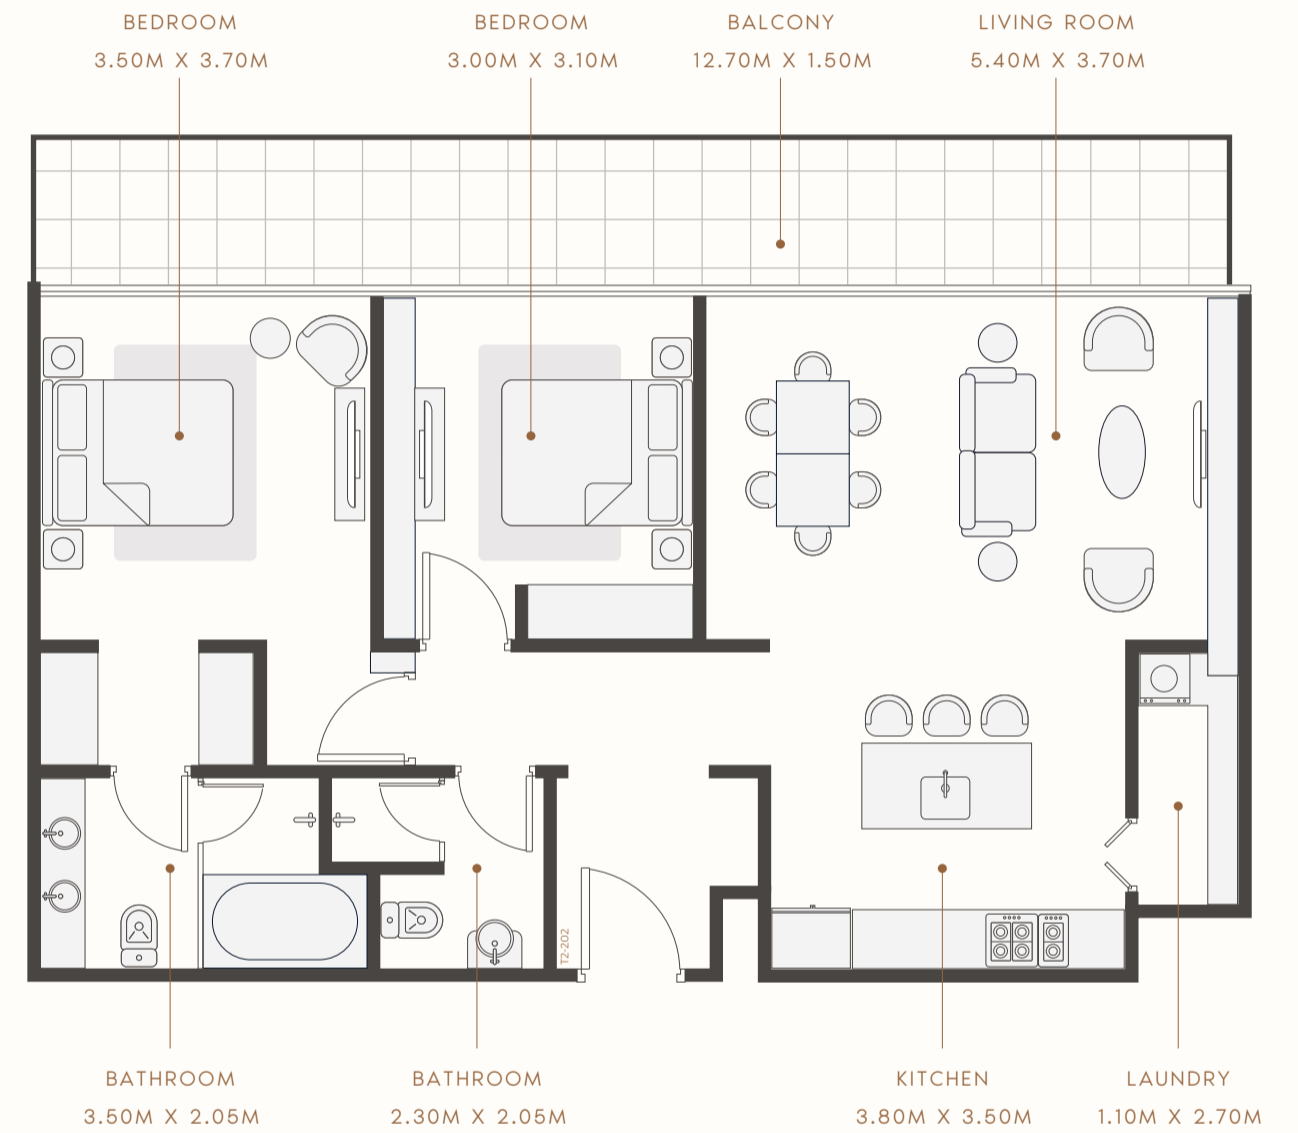 BEDROOM
3.50M X 3.70M
BEDROOM
3.00M X 3.10M
BALCONY
12.70M X 1.50M
LIVING ROOM
5.40M X 3.70M
T2-202
BATHROOM
3.50M X 2.05M
BATHROOM
2.30M X 2.05M
KITCHEN
3.80M X 3.50M
LAUNDRY
1.10M X 2.70M